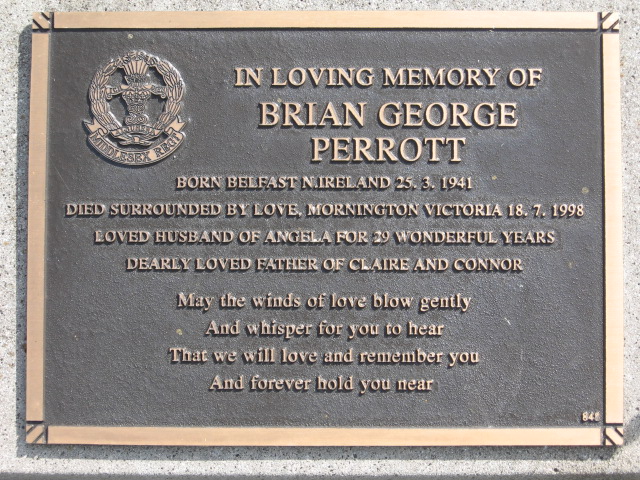 IN LOVING MEMORY OF
BRIAN GEORGE
PERROTT
MIDDLESEX REGT
BORN BELFAST N.IRELAND 25. 3. 1941
DIED SURROUNDED BY LOVE, MORNINGTON VICTORIA 18. 7. 1998
LOVED HUSBAND OF ANGELA FOR 29 WONDERFUL YEARS
DEARLY LOVED FATHER OF CLAIRE AND CONNOR
May the winds of love blow gently
And whisper for you to hear
That we will love and remember you
And forever hold you near